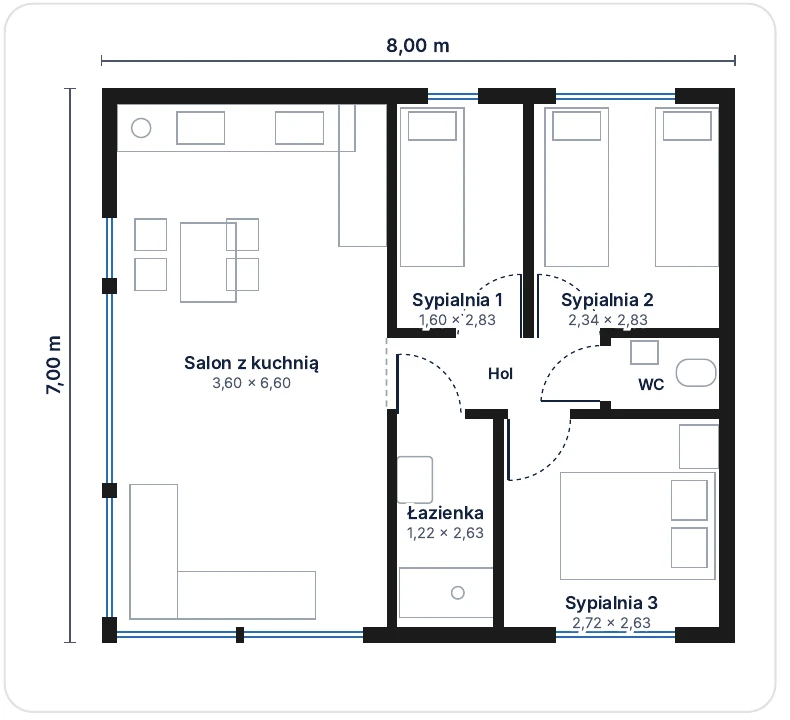 8,00 m
7,00 m
Sypialnia 1
1,60 × 2,83
Sypialnia 2
2,34 × 2,83
Salon z kuchnią
3,60 × 6,60
Hol
WC
Łazienka
1,22 × 2,63
Sypialnia 3
2,72 × 2,63